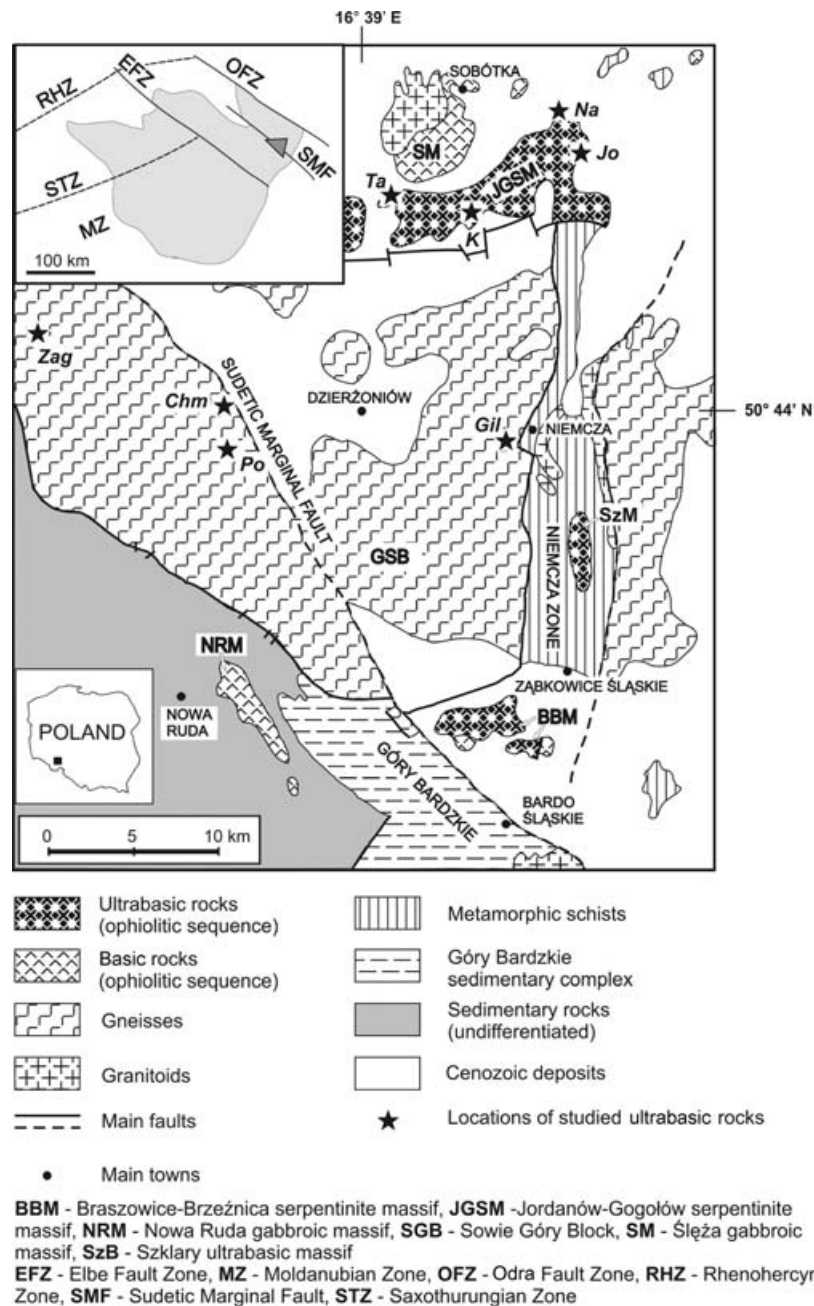 16° 39' E
OFZ
EFZ
RHZ
SMF
STZ
MZ
100 km
SOBÓTKA
SM
Na
JGSM
Jo
Ta
K
Zag
SUDETIC MARGINAL FAULT
Chm
DZIERŻONIÓW
50° 44' N
Gil
NIEMCZA
Po
SzM
GSB
NIEMCZA ZONE
NRM
ZĄBKOWICE ŚLĄSKIE
NOWA
RUDA
BBM
POLAND
GÓRY BARDZKIE
BARDO
ŚLĄSKIE
0 5 10 km
Ultrabasic rocks
(ophiolitic sequence)
Basic rocks
(ophiolitic sequence)
Gneisses
Granitoids
Main faults
Main towns
Metamorphic schists
Góry Bardzkie
sedimentary complex
Sedimentary rocks
(undifferentiated)
Cenozoic deposits
Locations of studied ultrabasic rocks
BBM - Braszowice-Brzeźnica serpentinite massif, JGSM -Jordanów-Gogołów serpentinite
massif, NRM - Nowa Ruda gabbroic massif, SGB - Sowie Góry Block, SM - Ślęża gabbroic
massif, SzB - Szklary ultrabasic massif
EFZ - Elbe Fault Zone, MZ - Moldanubian Zone, OFZ - Odra Fault Zone, RHZ - Rhenohercyr
Zone, SMF - Sudetic Marginal Fault, STZ - Saxothurungian Zone